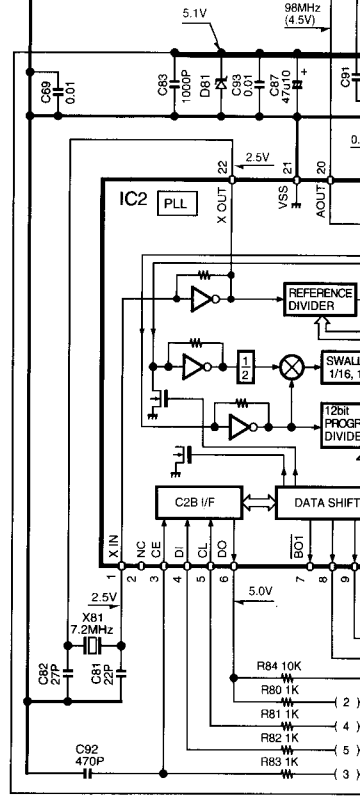 98MHz
(4.5V)
5.1V
C69
0.01
C83
1000P
D81
C93
0.01
C87
47u10
+
C91
0.
2.5V
22
21
20
IC2
PLL
X OUT
VSS
AOUT
REFERENCE
DIVIDER
1/2
SWALL
1/16, 1
12bit
PROGR
DIVIDE
C2B I/F
DATA SHIFT
X IN
NC
CE
DI
CL
DO
BO1
1
2
3
4
5
6
7
8
9
2.5V
5.0V
X81
7.2MHz
C82
27P
C81
22P
R84 10K
R80 1K
( 2 )
R81 1K
( 4 )
R82 1K
( 5 )
R83 1K
( 3 )
C92
470P